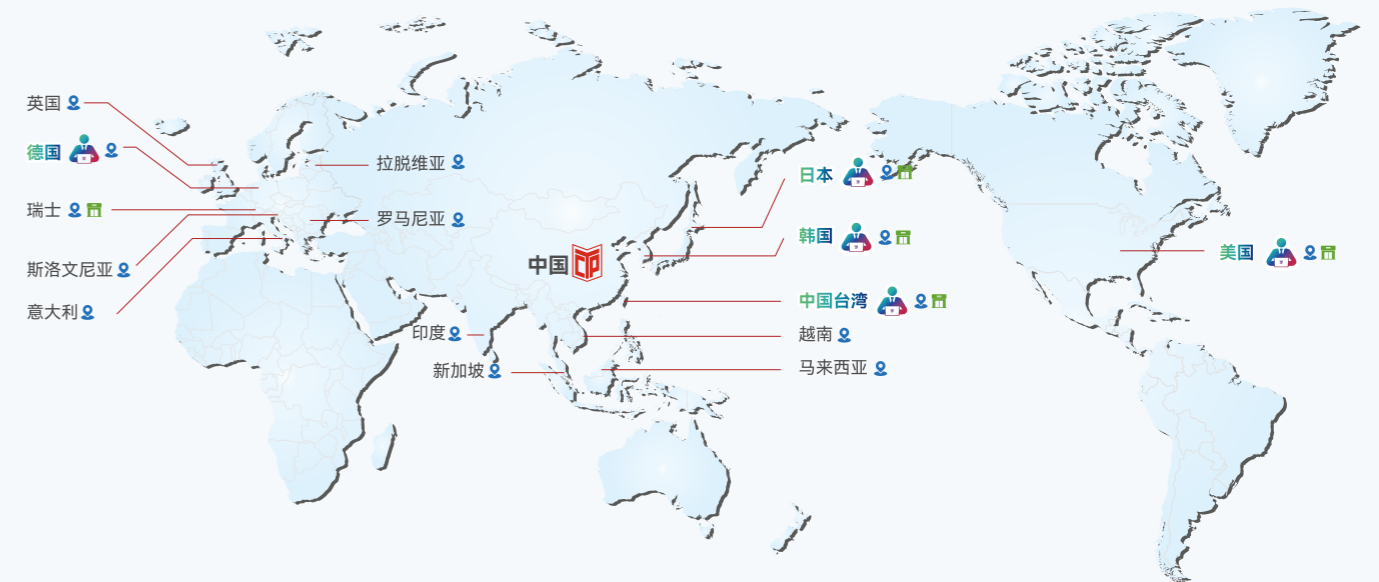 英国
德国
瑞士
斯洛文尼亚
意大利
拉脱维亚
罗马尼亚
中国
CIP
印度
新加坡
日本
韩国
中国台湾
越南
马来西亚
美国